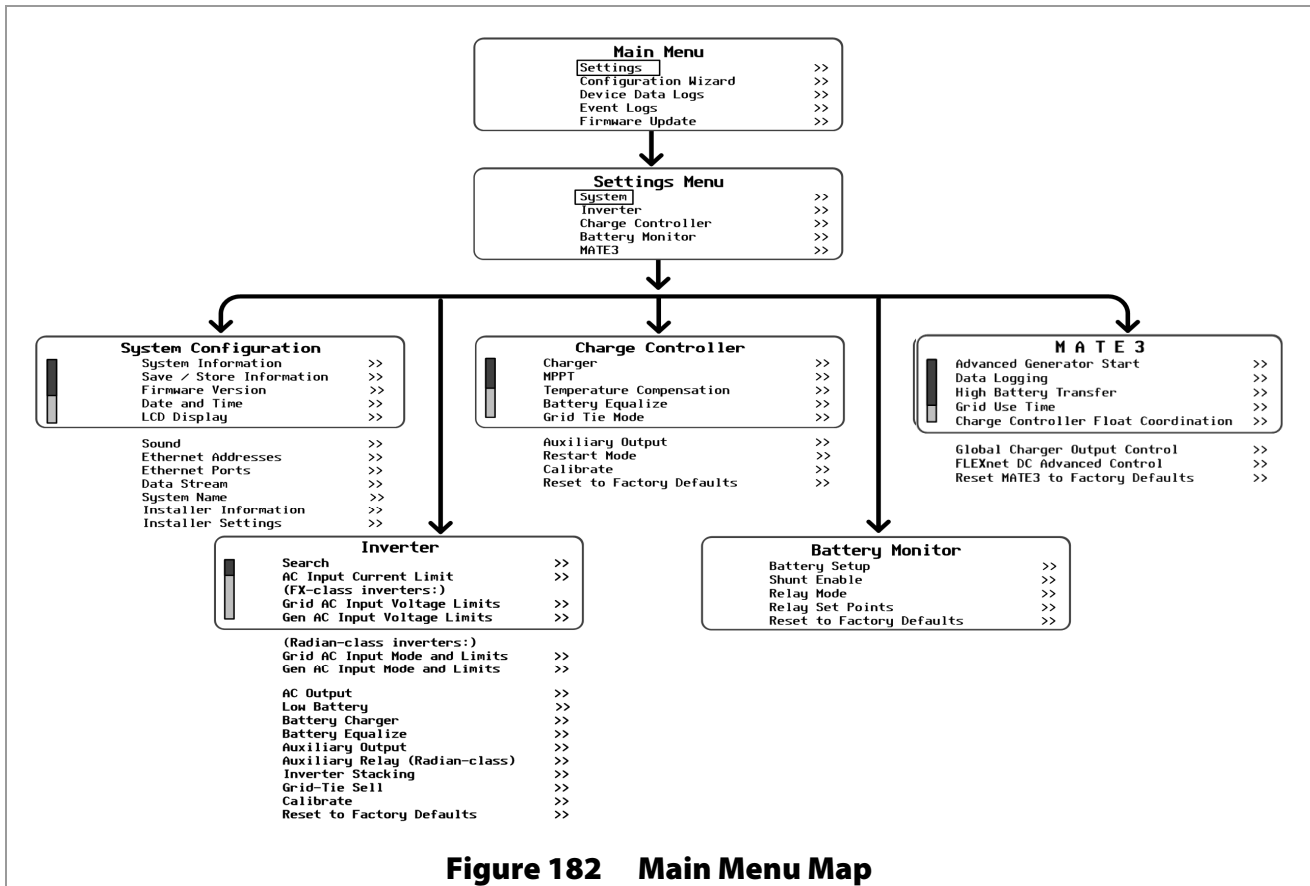 Main Menu
Settings >>
Configuration Wizard >>
Device Data Logs >>
Event Logs >>
Firmware Update >>
Settings Menu
System >>
Inverter >>
Charge Controller >>
Battery Monitor >>
MATE3 >>
System Configuration
System Information >>
Save / Store Information >>
Firmware Version >>
Date and Time >>
LCD Display >>
Sound >>
Ethernet Addresses >>
Ethernet Ports >>
Data Stream >>
System Name >>
Installer Information >>
Installer Settings >>
Charge Controller
Charger >>
MPPT >>
Temperature Compensation >>
Battery Equalize >>
Grid Tie Mode >>
Auxiliary Output >>
Restart Mode >>
Calibrate >>
Reset to Factory Defaults >>
M A T E 3
Advanced Generator Start >>
Data Logging >>
High Battery Transfer >>
Grid Use Time >>
Charge Controller Float Coordination >>
Global Charger Output Control >>
FLEXnet DC Advanced Control >>
Reset MATE3 to Factory Defaults >>
Inverter
Search >>
AC Input Current Limit >>
(FX-class inverters:)
Grid AC Input Voltage Limits >>
Gen AC Input Voltage Limits >>
(Radian-class inverters:)
Grid AC Input Mode and Limits >>
Gen AC Input Mode and Limits >>
AC Output >>
Low Battery >>
Battery Charger >>
Battery Equalize >>
Auxiliary Output >>
Auxiliary Relay (Radian-class) >>
Inverter Stacking >>
Grid-Tie Sell >>
Calibrate >>
Reset to Factory Defaults >>
Battery Monitor
Battery Setup >>
Shunt Enable >>
Relay Mode >>
Relay Set Points >>
Reset to Factory Defaults >>
Figure 182 Main Menu Map